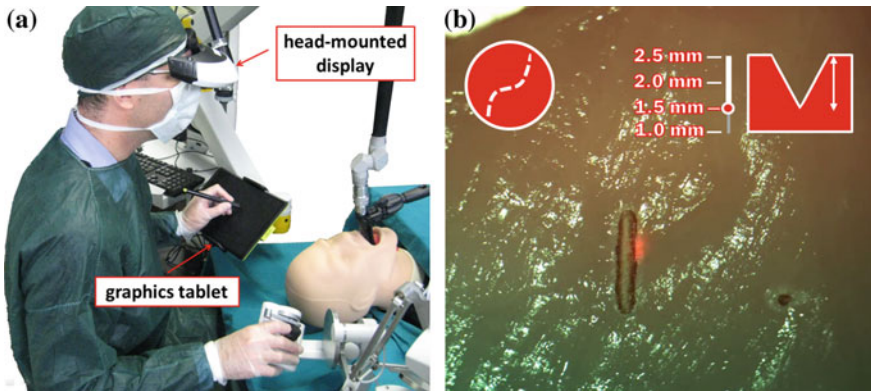 (a)
head-mounted
display
graphics tablet
(b)
2.5 mm
2.0 mm
1.5 mm
1.0 mm